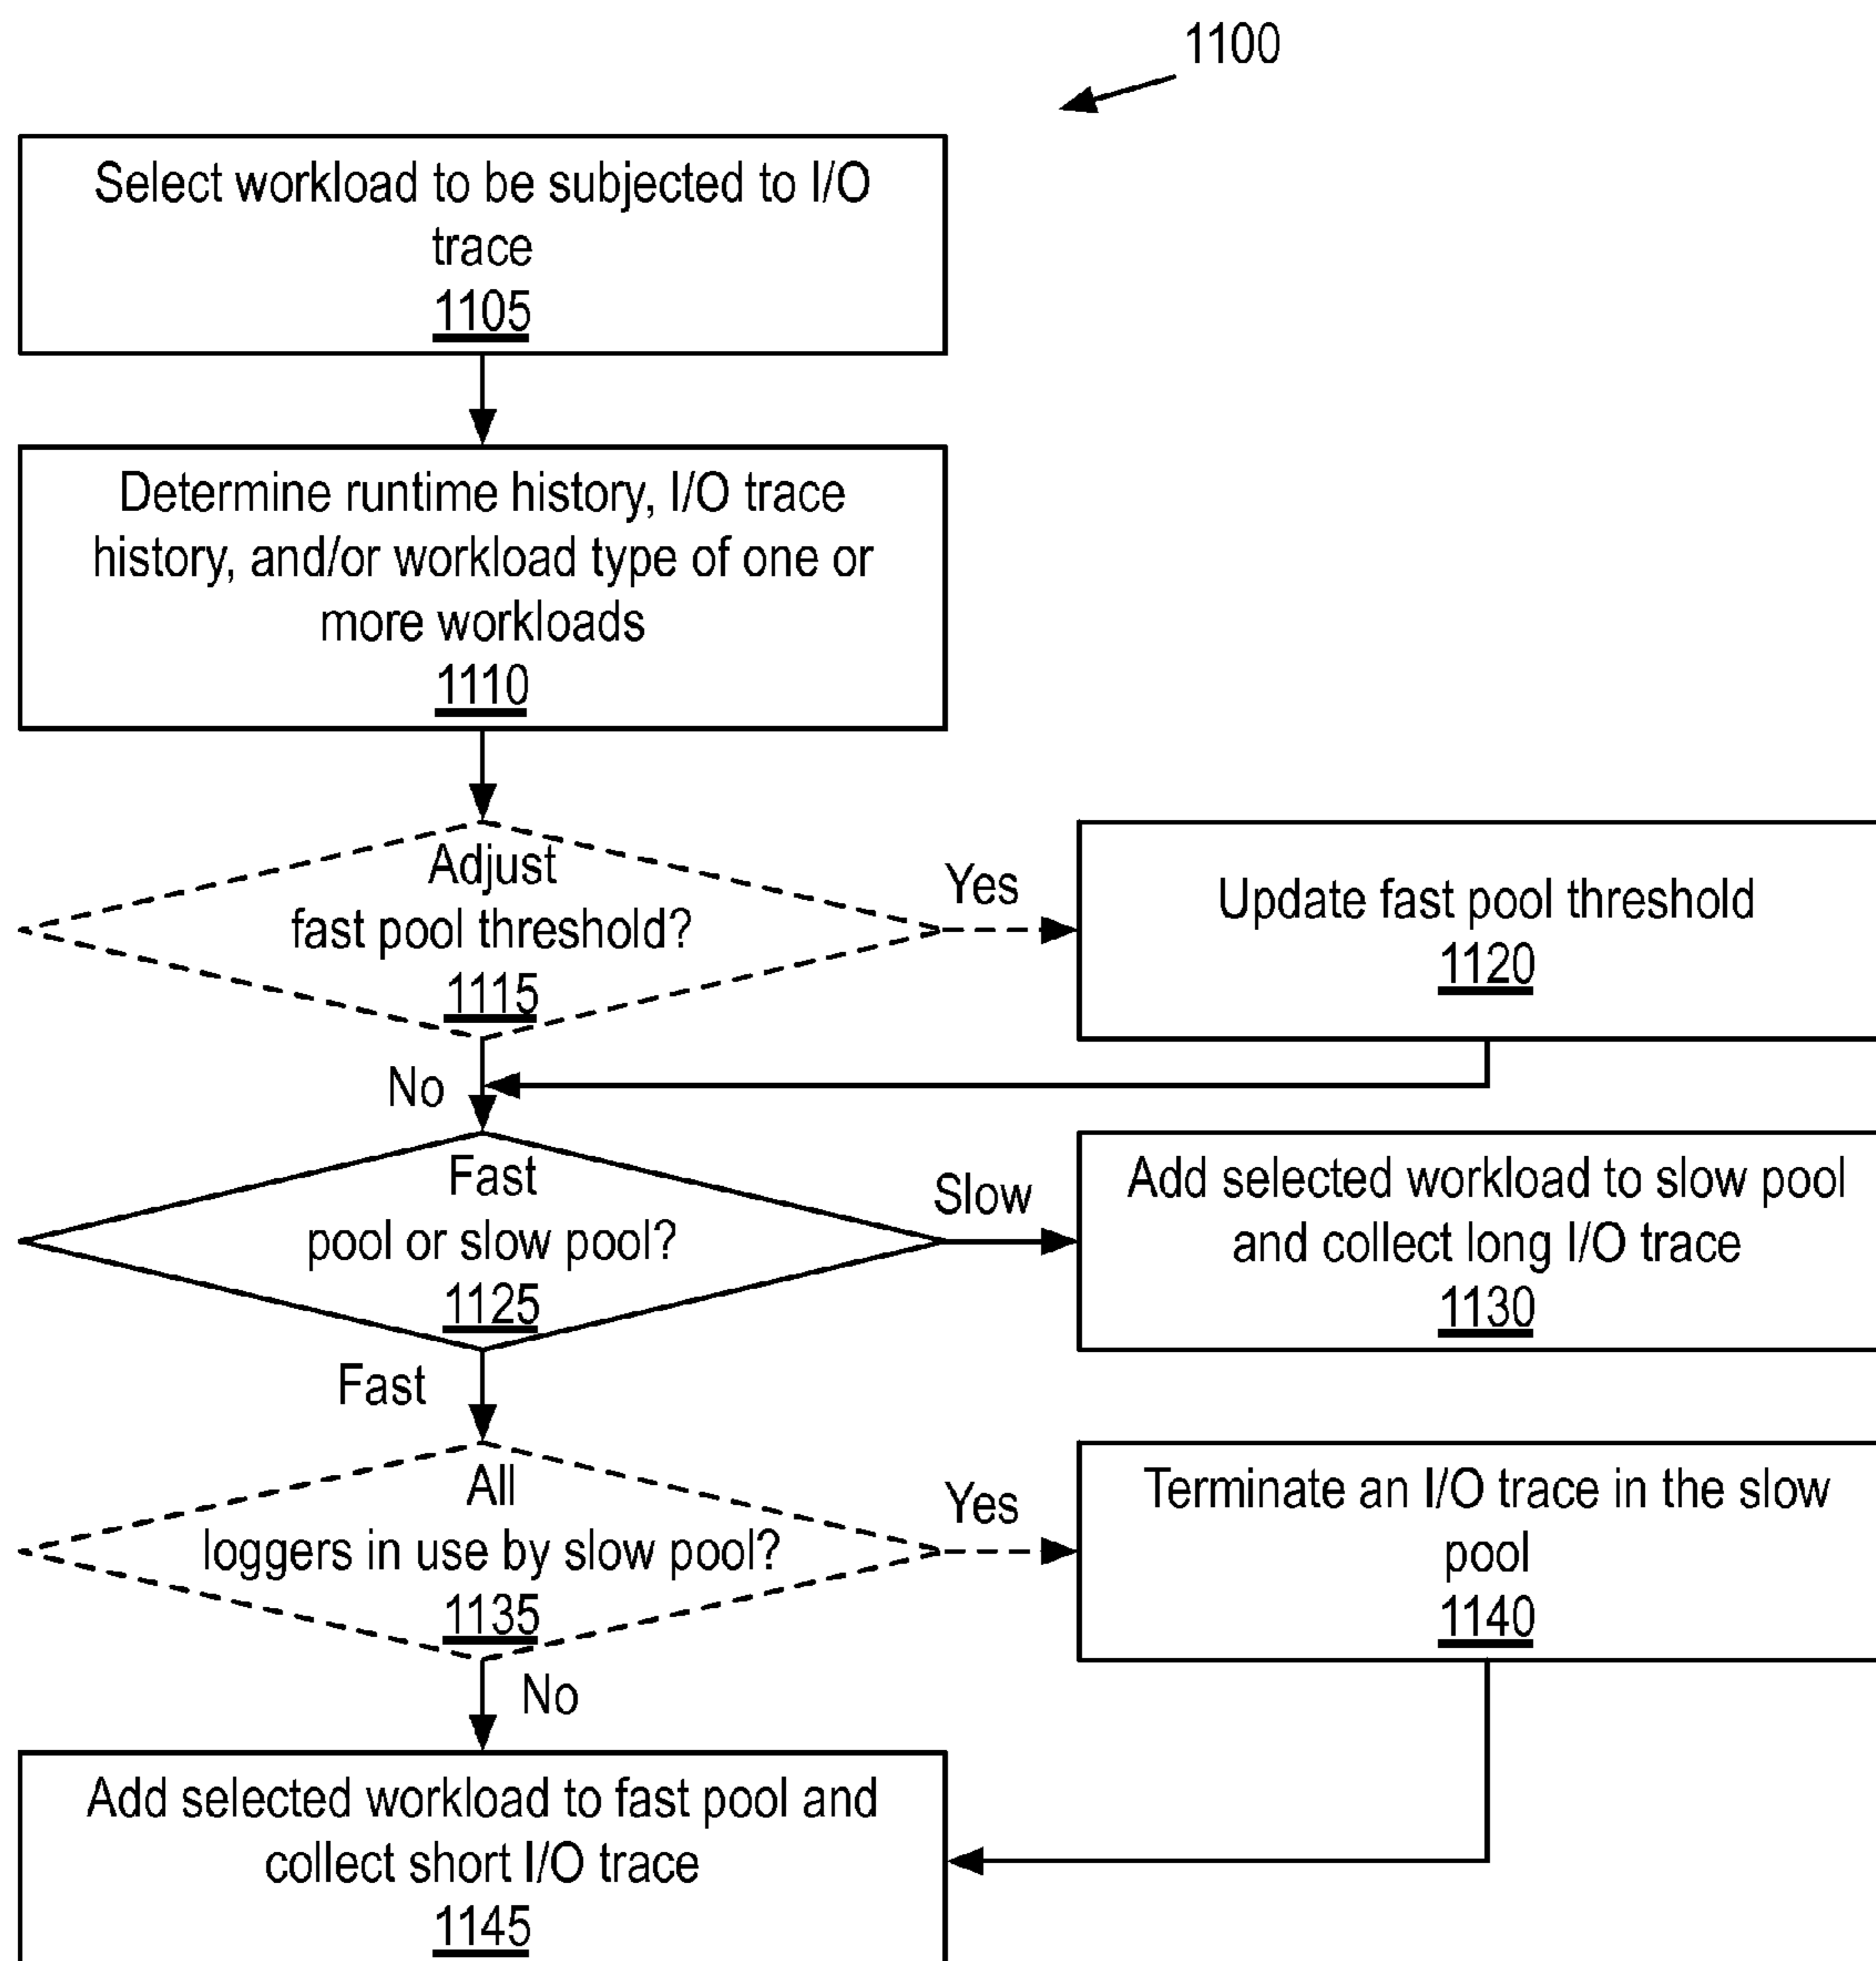 1100
Select workload to be subjected to I/O
trace
1105
Determine runtime history, I/O trace
history, and/or workload type of one or
more workloads
1110
Adjust
fast pool threshold?
1115
Yes
Update fast pool threshold
1120
No
Fast
pool or slow pool?
1125
Slow
Add selected workload to slow pool
and collect long I/O trace
1130
Fast
All
loggers in use by slow pool?
1135
Yes
Terminate an I/O trace in the slow
pool
1140
No
Add selected workload to fast pool and
collect short I/O trace
1145